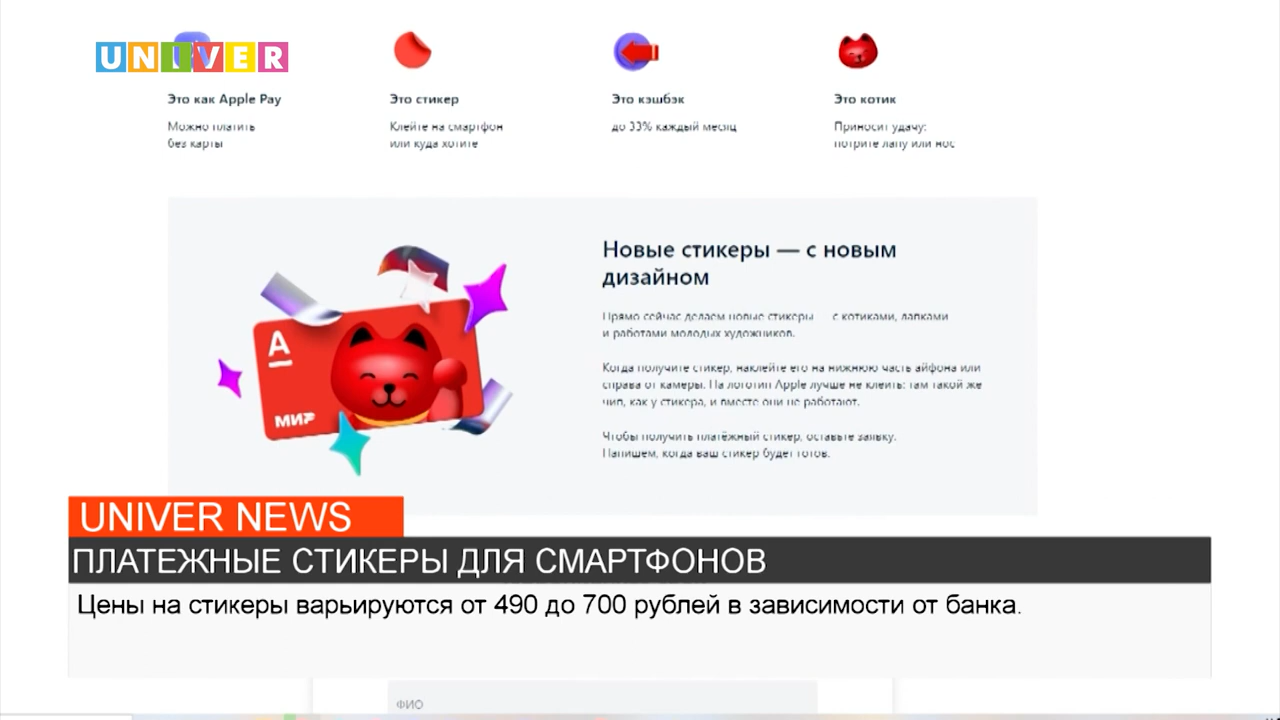 UNIVER
Это как Apple Pay
Можно платить
без карты
Это стикер
Клейте на смартфон
или куда хотите
Это кэшбэк
до 33% каждый месяц
Это котик
Приносит удачу:
потрите лапу или нос
Новые стикеры — с новым
дизайном
Прямо сейчас делаем новые стикеры — с котиками, лапками
и работами молодых художников.
Когда получите стикер, наклейте его на нижнюю часть айфона или
справа от камеры. На логотип Apple лучше не клеить: там такой же
чип, как у стикера, и вместе они не работают.
Чтобы получить платёжный стикер, оставьте заявку.
Напишем, когда ваш стикер будет готов.
А
МИР
UNIVER NEWS
ПЛАТЕЖНЫЕ СТИКЕРЫ ДЛЯ СМАРТФОНОВ
Цены на стикеры варьируются от 490 до 700 рублей в зависимости от банка.
ФИО